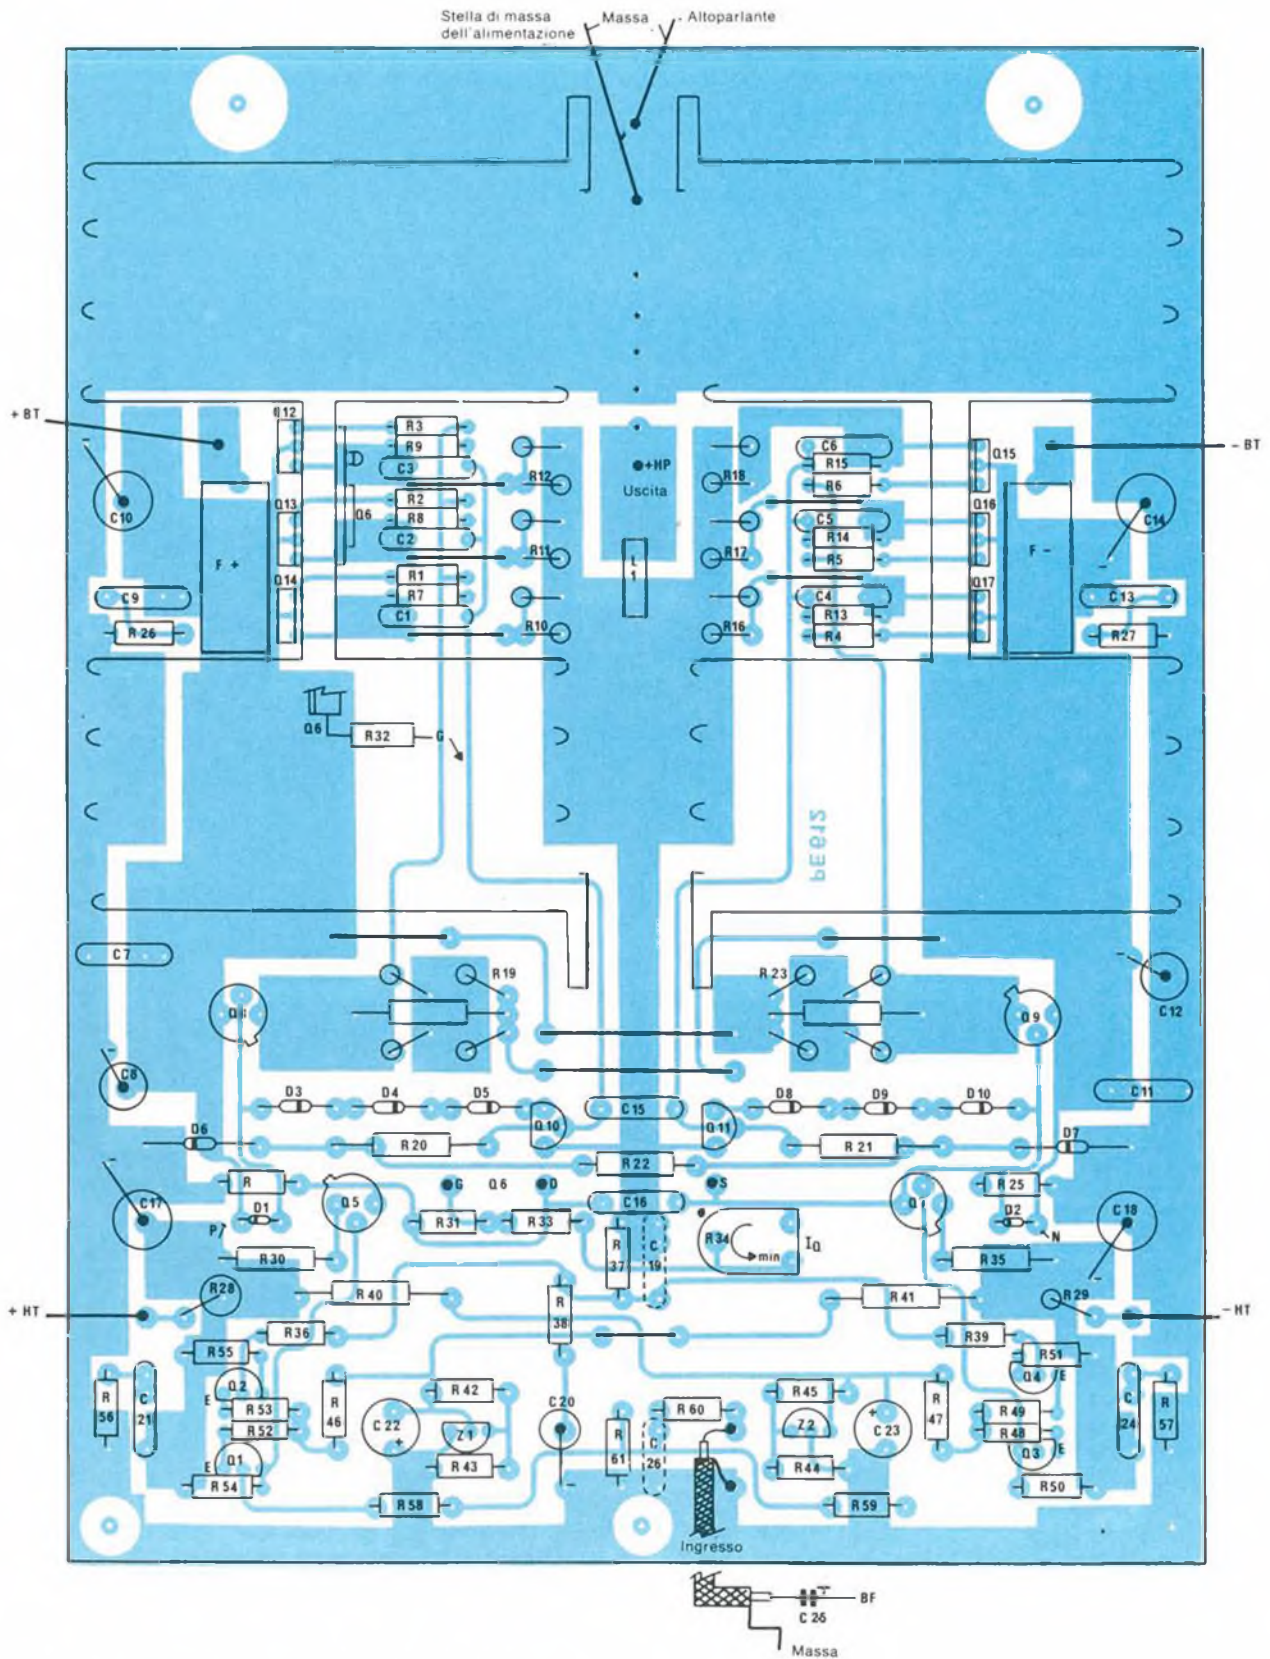 Stella di massa
dell'alimentazione
Massa
Altoparlante
+ BT
Q12
R3
R9
C3
R12
R18
C6
R15
R6
Q15
- BT
+HP
Uscita
C10
Q13
Q6
R2
R8
C2
R11
R17
C5
R14
R5
Q16
C14
F +
L
1
F -
Q14
R1
R7
C1
R10
R16
C4
R13
R4
Q17
C9
R26
C13
R27
Q6
R32
G
PE612
C7
R19
R23
C12
Q9
C8
C11
D3
D4
D5
Q10
C15
Q11
D8
D9
D10
D6
R20
R22
R21
D7
R
Q5
G
Q6
D
C16
S
R25
C17
D1
P
R31
R33
R
37
C
19
R34
min
IQ
D2
N
C18
R30
R35
+ HT
R28
R40
R
38
R41
R29
- HT
R36
R39
R55
R51
R
56
C
21
Q2
E
R53
R52
R
46
C22
+
R42
Z1
R43
C20
-
R
61
R60
C
26
R45
Z2
R44
+
C23
R
47
R49
R48
Q4
E
Q3
E
C
24
R
57
Q1
E
R54
R58
R59
R50
Ingresso
BF
C 26
Massa